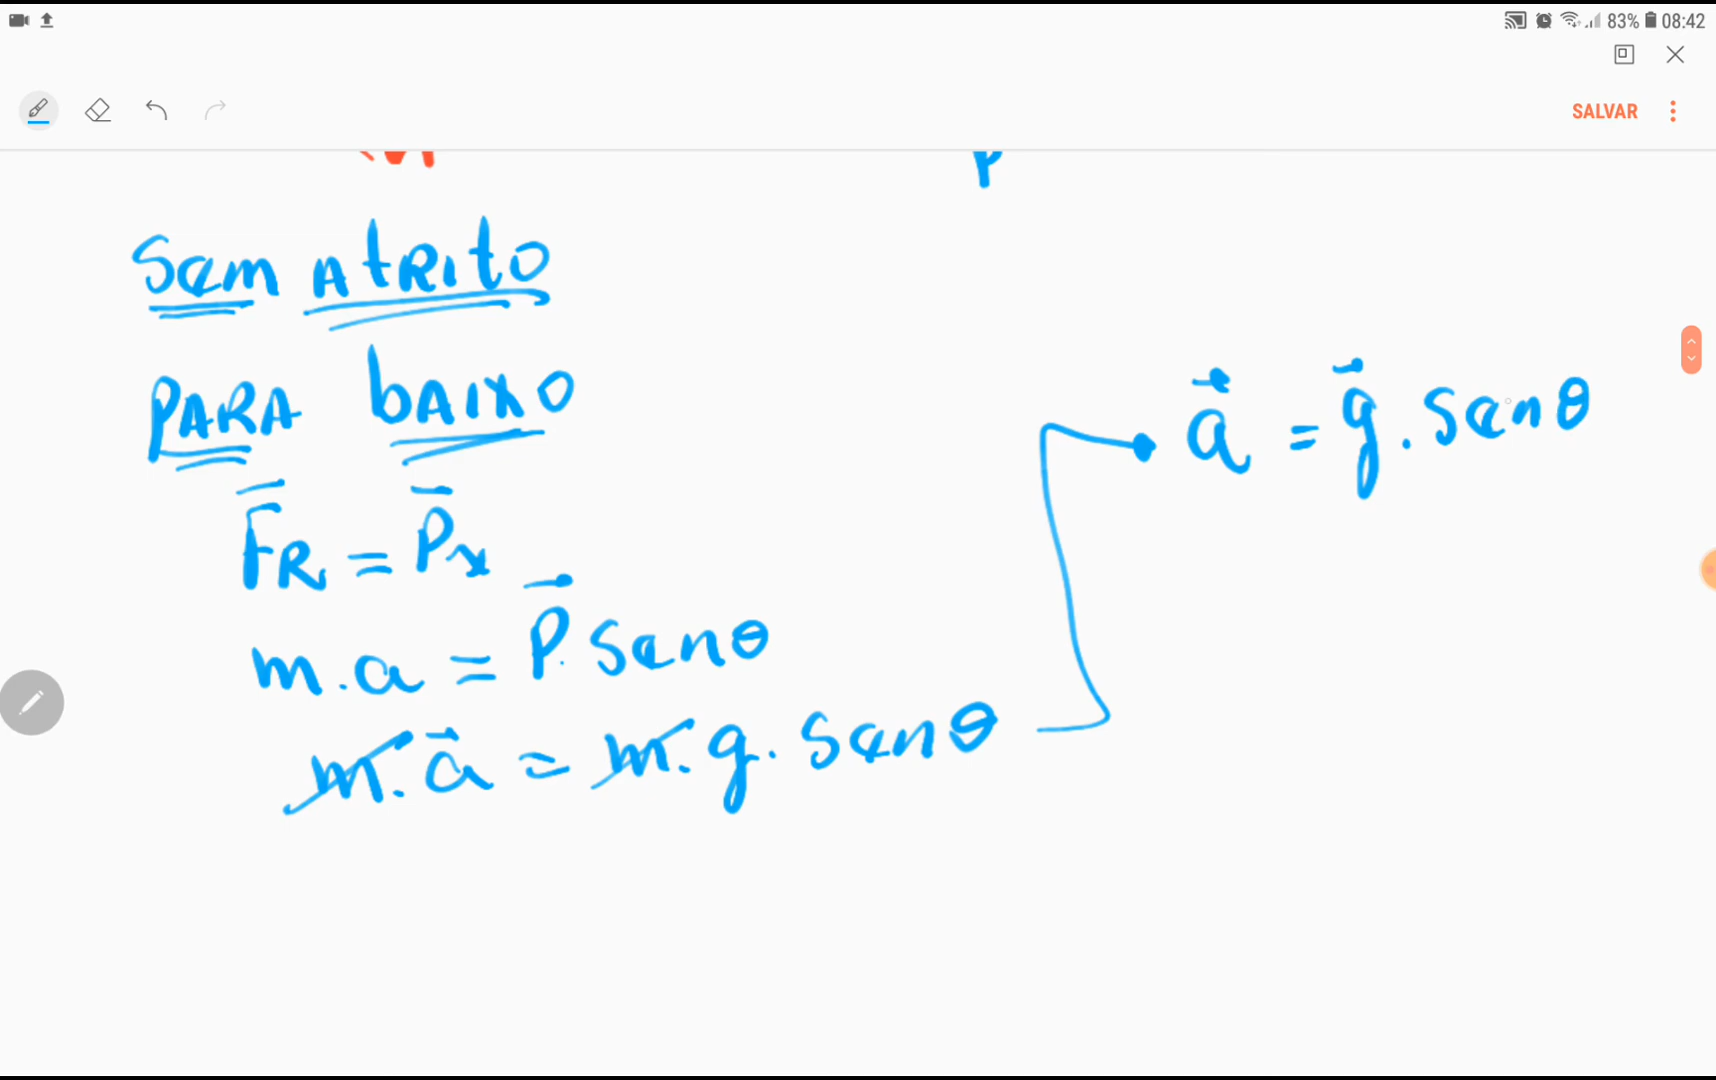 83% 08:42
SALVAR
P
Sem AtRito
PARA bAIXO
F⃗R = P⃗x
m.a = P⃗.senθ
m.a⃗ = m.g.senθ
a⃗ = g⃗.senθ